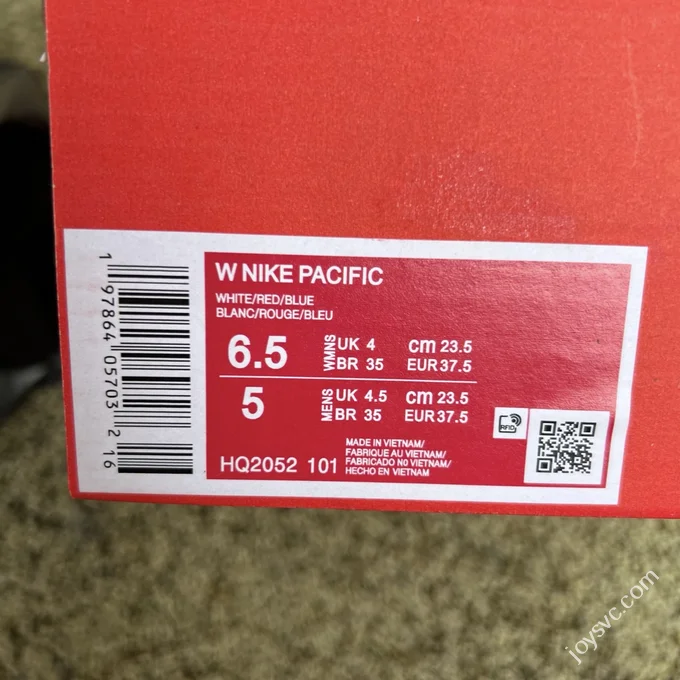 W NIKE PACIFIC
WHITE/RED/BLUE
BLANC/ROUGE/BLEU
6.5 WMNS UK 4 cm 23.5
BR 35 EUR 37.5
5 MENS UK 4.5 cm 23.5
BR 35 EUR 37.5
MADE IN VIETNAM/
FABRIQUE AU VIETNAM/
FABRICADO N0 VIETNAM/
HECHO EN VIETNAM
HQ2052 101
RFID
1 97864 05703 2 16
joysvc.com